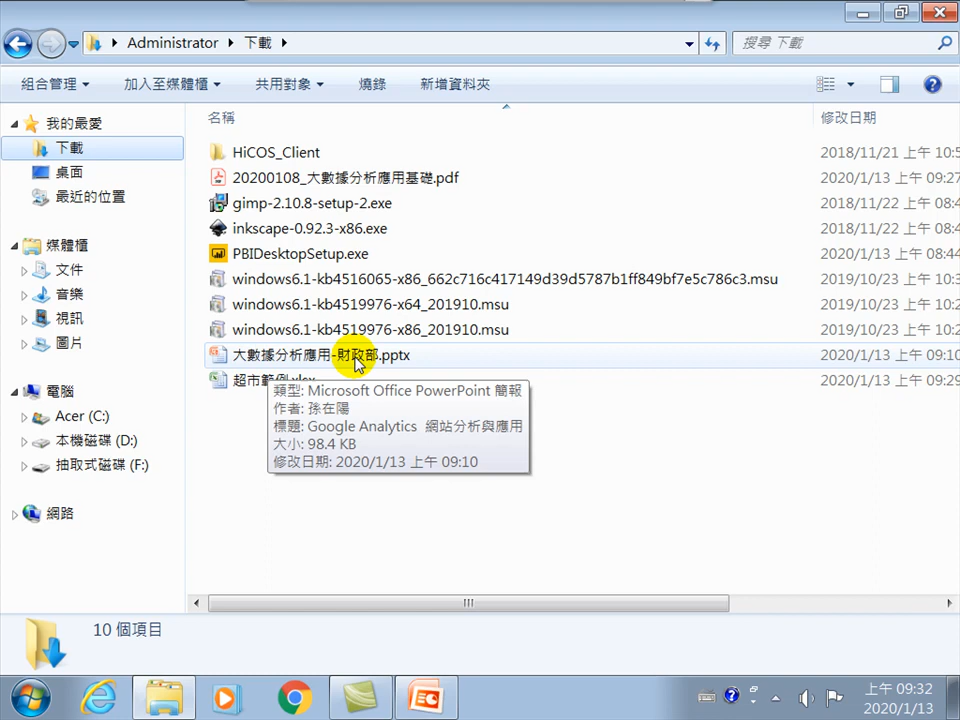 Administrator 下載
搜尋 下載
組合管理 加入至媒體櫃 共用對象 燒錄 新增資料夾
我的最愛
下載
桌面
最近的位置
媒體櫃
文件
音樂
視訊
圖片
電腦
Acer (C:)
本機磁碟 (D:)
抽取式磁碟 (F:)
網路
名稱 修改日期
HiCOS_Client 2018/11/21 上午 10:5
20200108_大數據分析應用基礎.pdf 2020/1/13 上午 09:27
gimp-2.10.8-setup-2.exe 2018/11/22 上午 08:4
inkscape-0.92.3-x86.exe 2018/11/22 上午 08:4
PBIDesktopSetup.exe 2020/1/13 上午 08:44
windows6.1-kb4516065-x86_662c716c417149d39d5787b1ff849bf7e5c786c3.msu 2019/10/23 上午 10:3
windows6.1-kb4519976-x64_201910.msu 2019/10/23 上午 10:2
windows6.1-kb4519976-x86_201910.msu 2019/10/23 上午 10:2
大數據分析應用-財政部.pptx 2020/1/13 上午 09:10
超市範例.xlsx 2020/1/13 上午 09:29
類型: Microsoft Office PowerPoint 簡報
作者: 孫在陽
標題: Google Analytics 網站分析與應用
大小: 98.4 KB
修改日期: 2020/1/13 上午 09:10
10 個項目
上午 09:32
2020/1/13